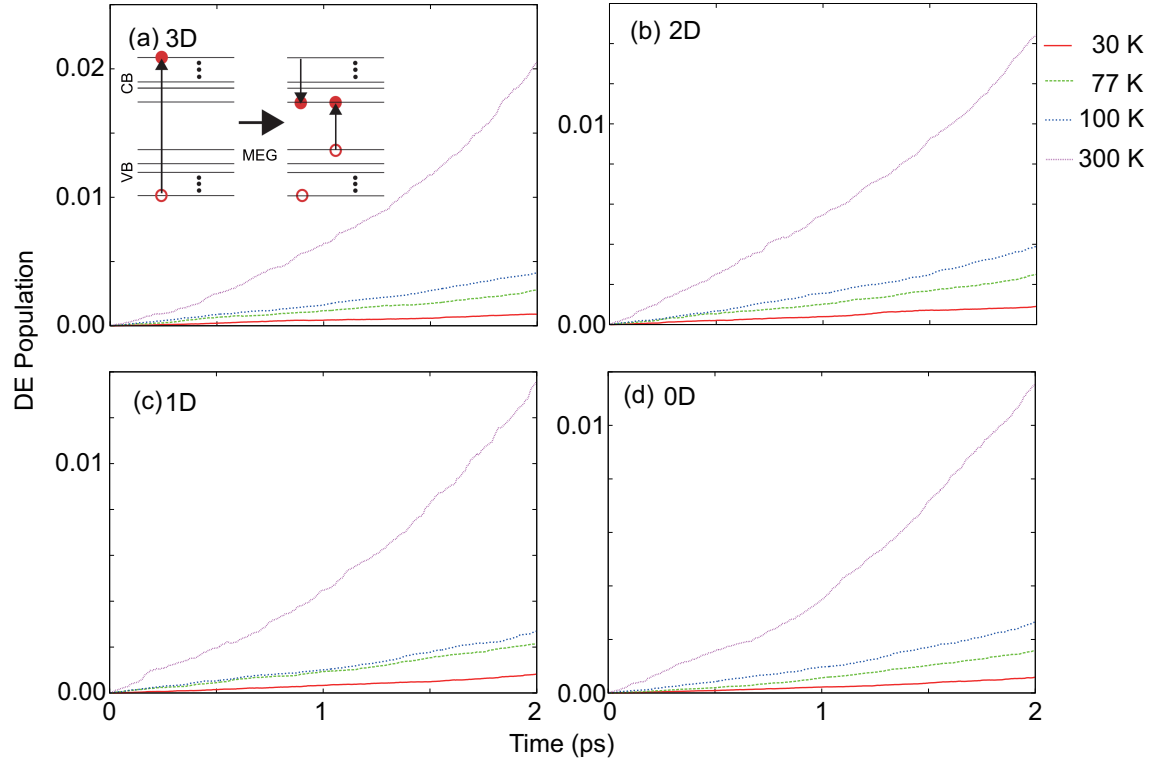 (a) 3D
CB
VB
MEG
0.02
0.01
0.00
(b) 2D
0.01
0.00
30 K
77 K
100 K
300 K
DE Population
(c) 1D
0.01
0.00
0
1
2
(d) 0D
0.01
0.00
0
1
2
Time (ps)